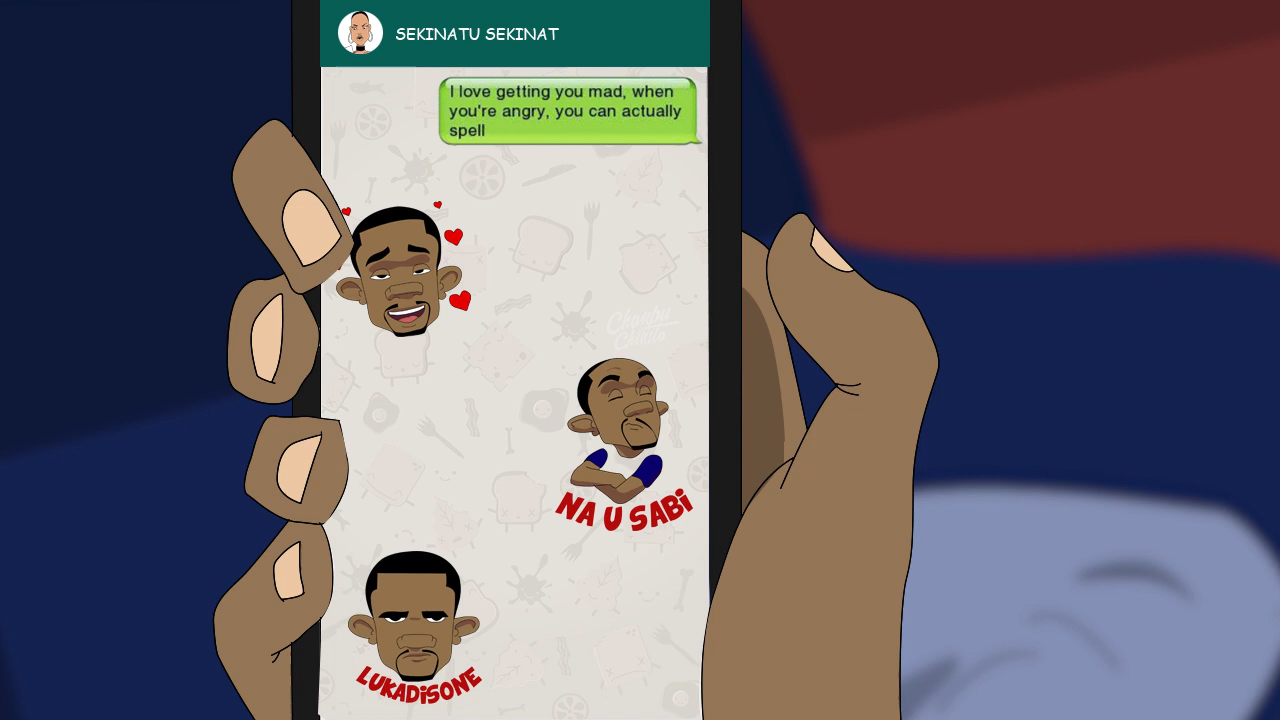 SEKINATU SEKINAT
I love getting you mad, when
you're angry, you can actually
spell
NA U SABi
LUKADiSONE